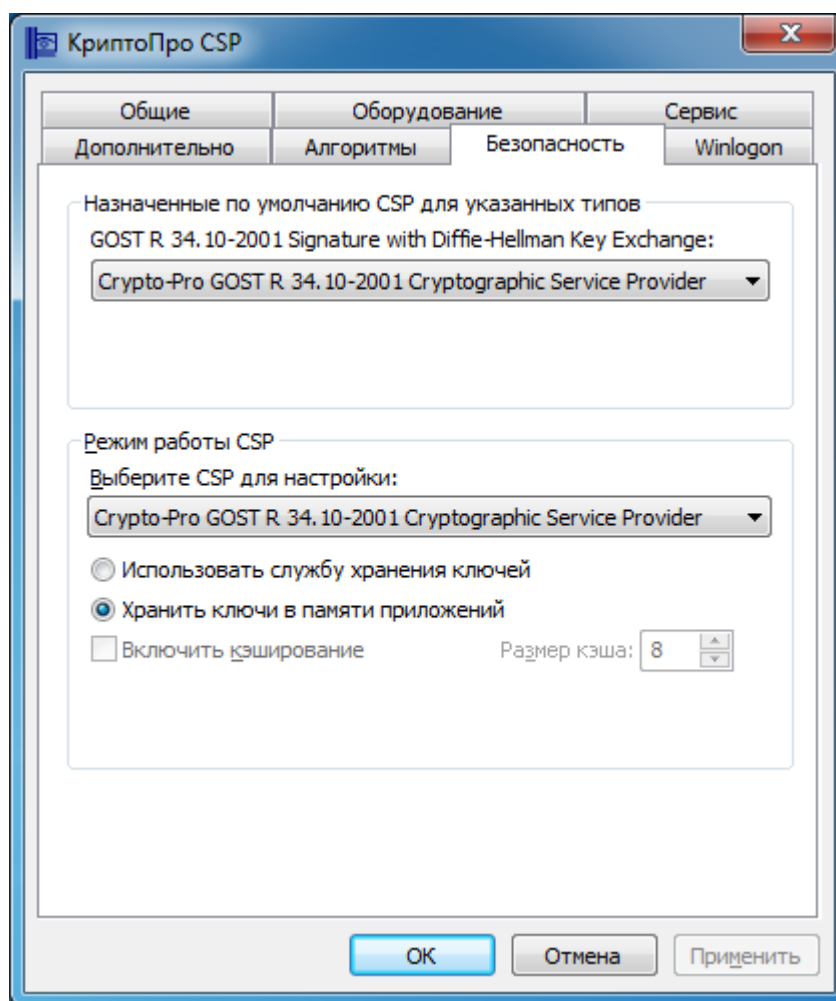 КриптоПро CSP
Общие Оборудование Сервис
Дополнительно Алгоритмы Безопасность Winlogon
Назначенные по умолчанию CSP для указанных типов
GOST R 34.10-2001 Signature with Diffie-Hellman Key Exchange:
Crypto-Pro GOST R 34.10-2001 Cryptographic Service Provider
Режим работы CSP
Выберите CSP для настройки:
Crypto-Pro GOST R 34.10-2001 Cryptographic Service Provider
Использовать службу хранения ключей
Хранить ключи в памяти приложений
Включить кэширование Размер кэша: 8
OK Отмена Применить